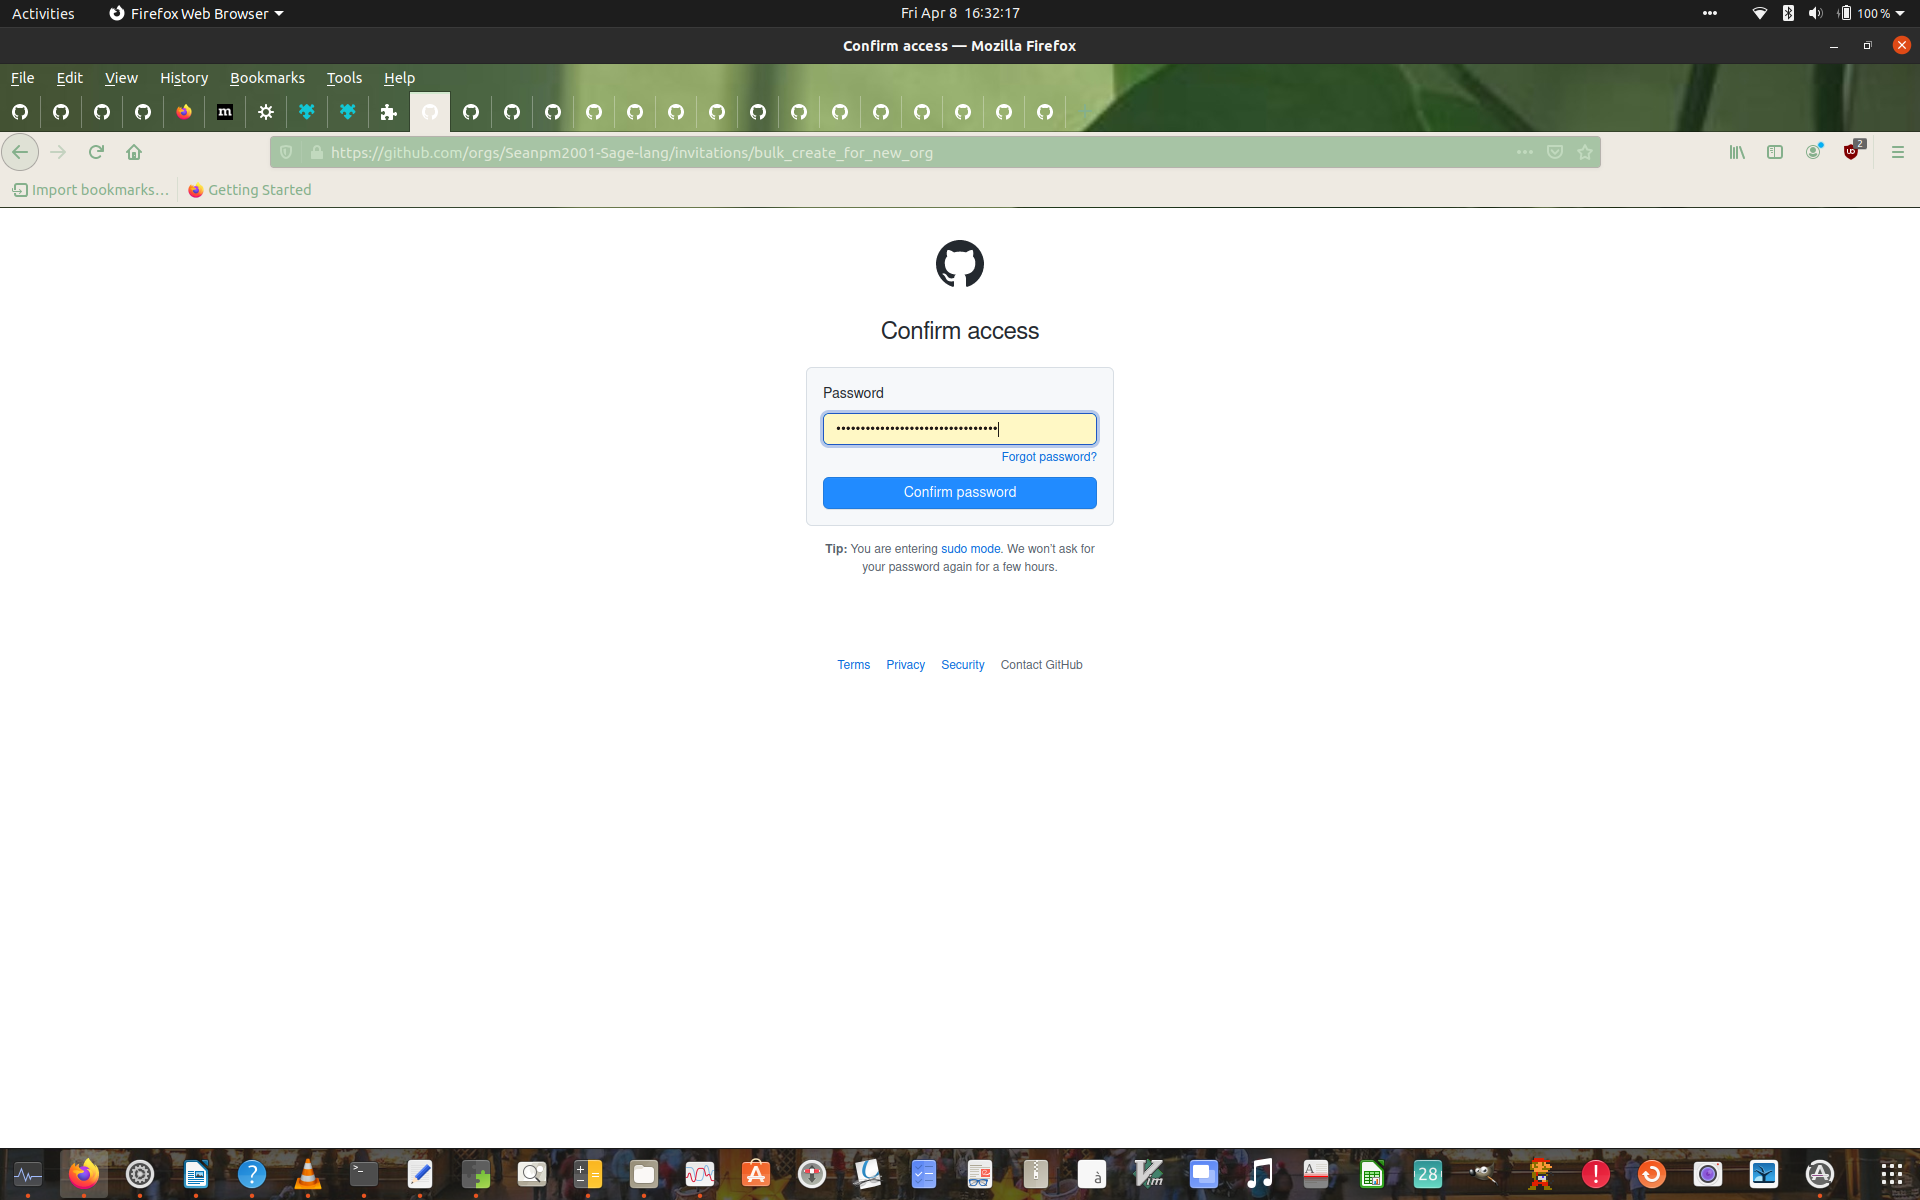 Activities
Firefox Web Browser
Fri Apr 8 16:32:17
100 %
Confirm access — Mozilla Firefox
File Edit View History Bookmarks Tools Help
m
https://github.com/orgs/Seanpm2001-Sage-lang/invitations/bulk_create_for_new_org
2
Import bookmarks…
Getting Started
Confirm access
Password
••••••••••••••••••••••••••••••••••
Forgot password?
Confirm password
Tip: You are entering sudo mode. We won't ask for
your password again for a few hours.
Terms Privacy Security Contact GitHub
>_
?
à
Vim
A
28
!